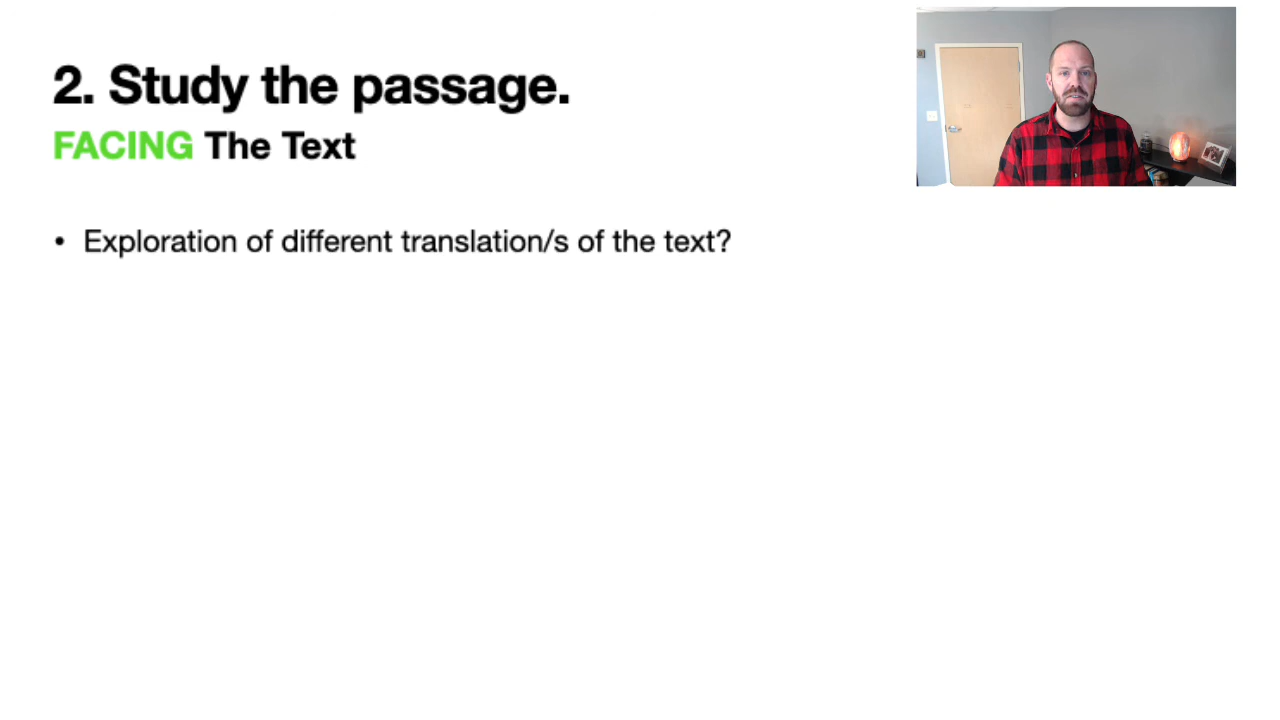 2. Study the passage.
FACING The Text
• Exploration of different translation/s of the text?